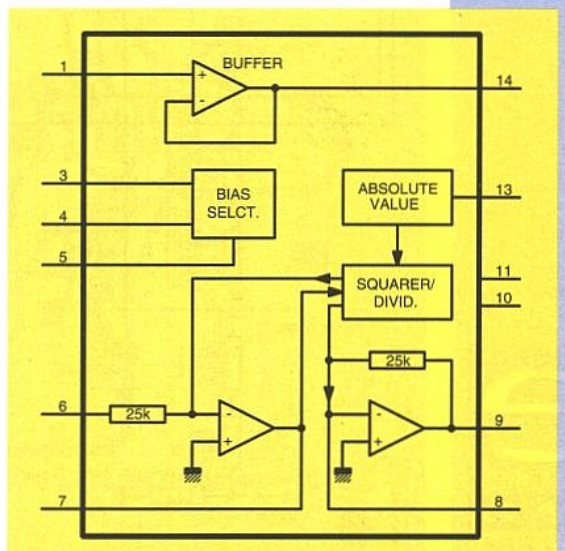 1
BUFFER
+
-
14
3
BIAS
SELCT.
4
5
ABSOLUTE
VALUE
13
SQUARER/
DIVID.
11
10
25k
6
25k
-
+
-
+
9
7
8